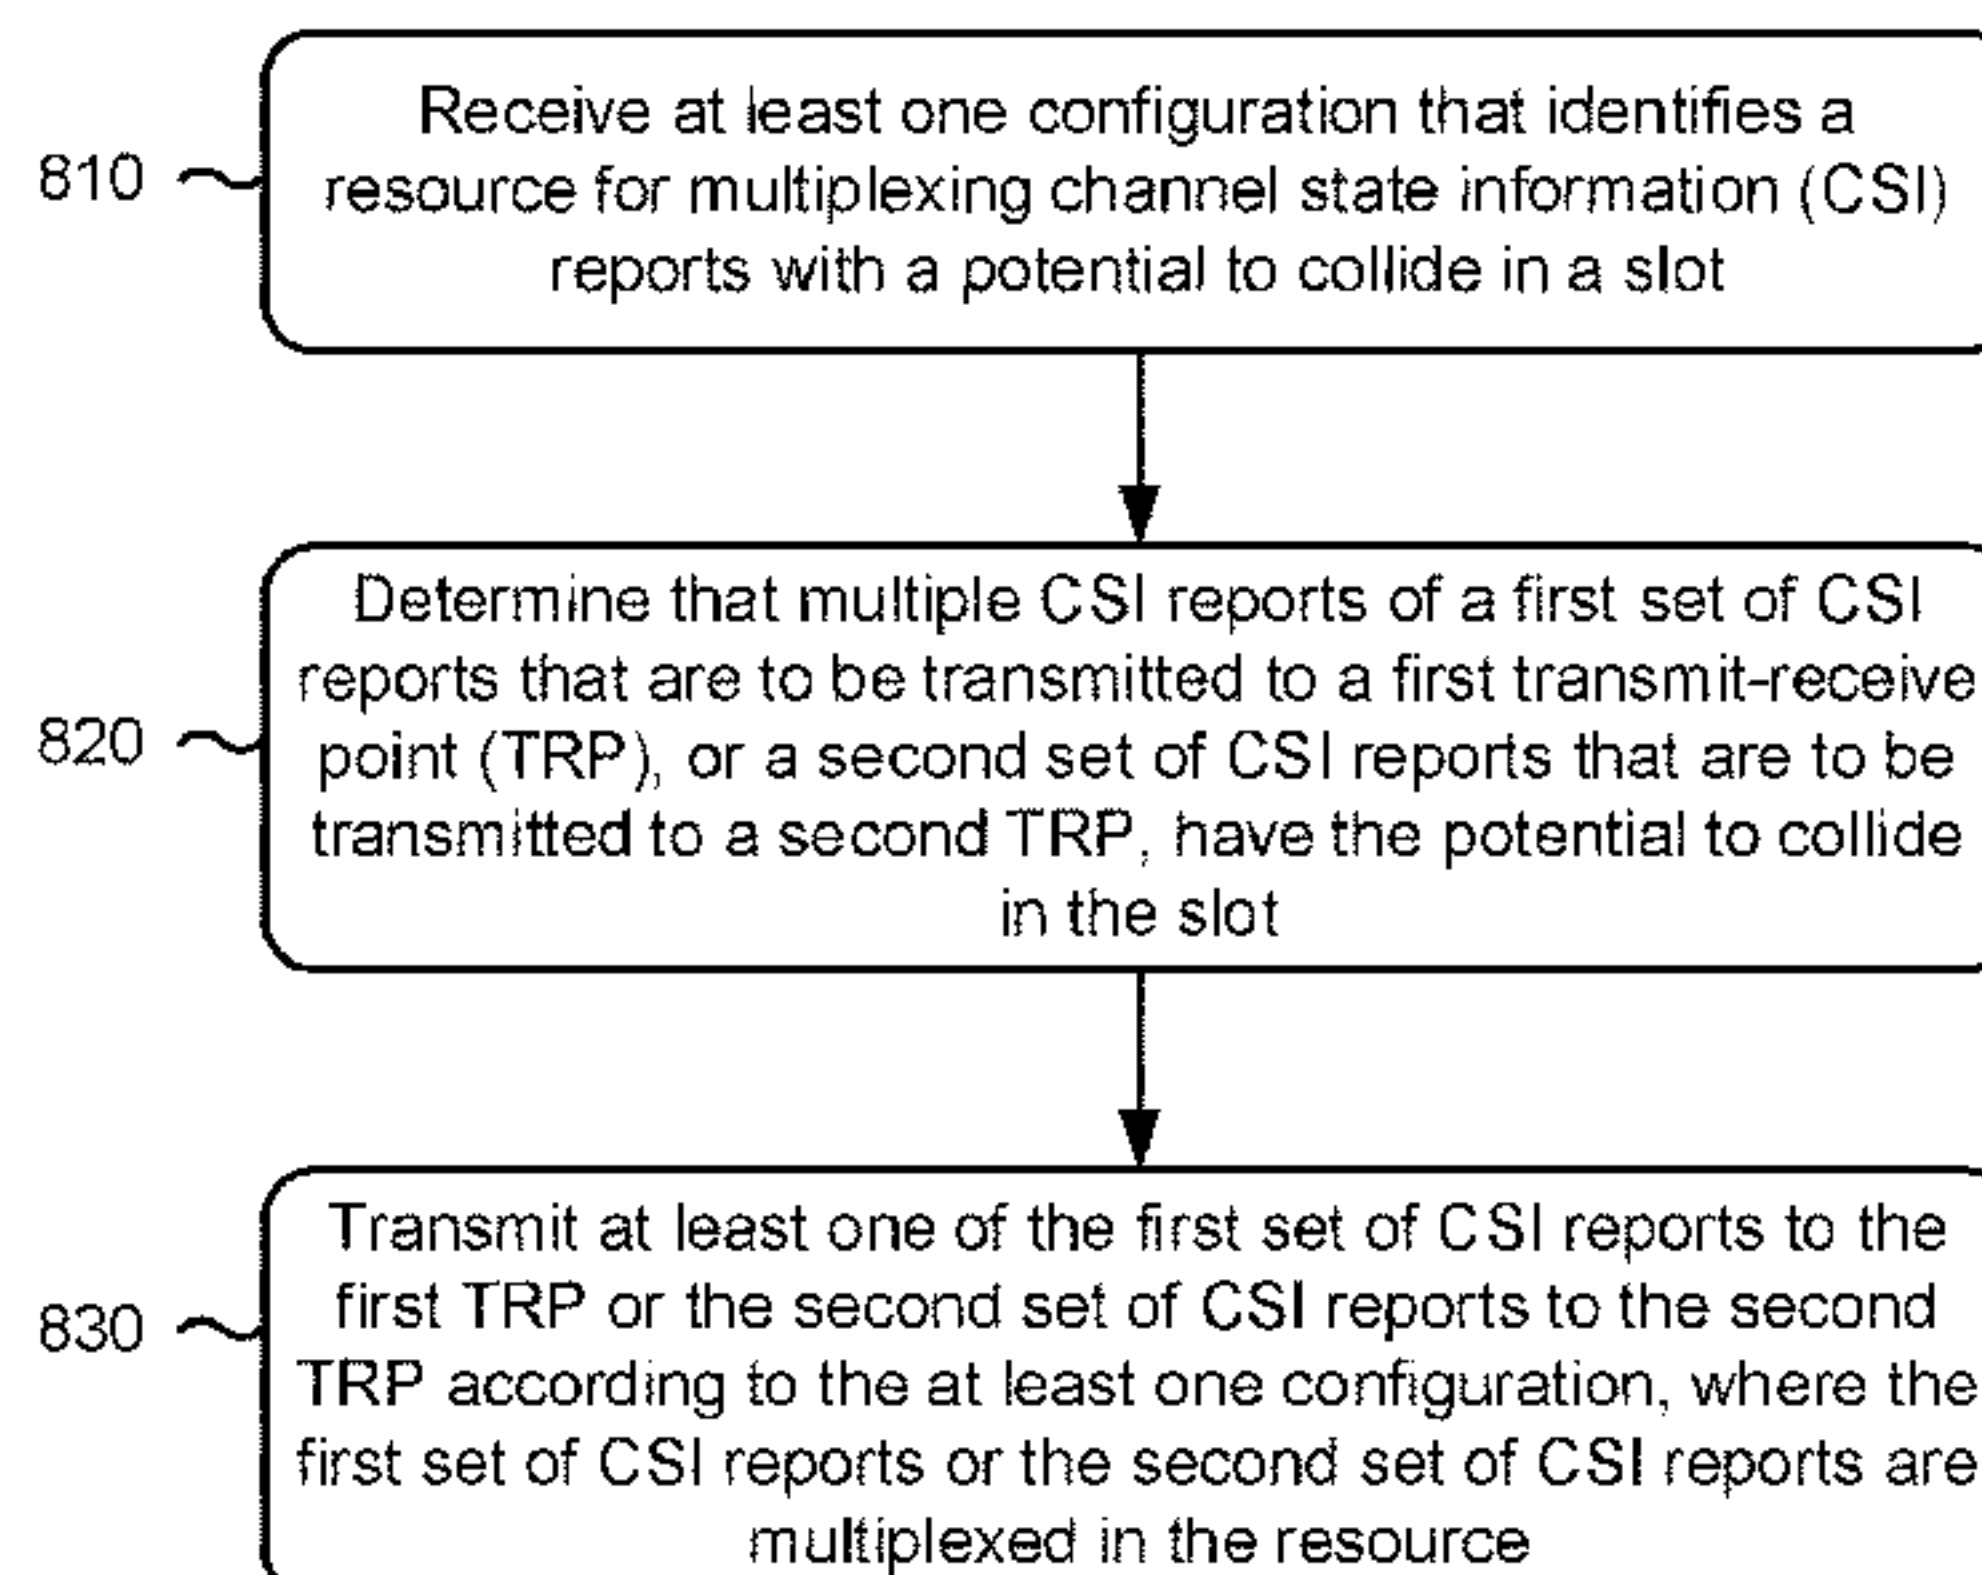 810
Receive at least one configuration that identifies a
resource for multiplexing channel state information (CSI)
reports with a potential to collide in a slot
820
Determine that multiple CSI reports of a first set of CSI
reports that are to be transmitted to a first transmit-receive
point (TRP), or a second set of CSI reports that are to be
transmitted to a second TRP, have the potential to collide
in the slot
830
Transmit at least one of the first set of CSI reports to the
first TRP or the second set of CSI reports to the second
TRP according to the at least one configuration, where the
first set of CSI reports or the second set of CSI reports are
multiplexed in the resource